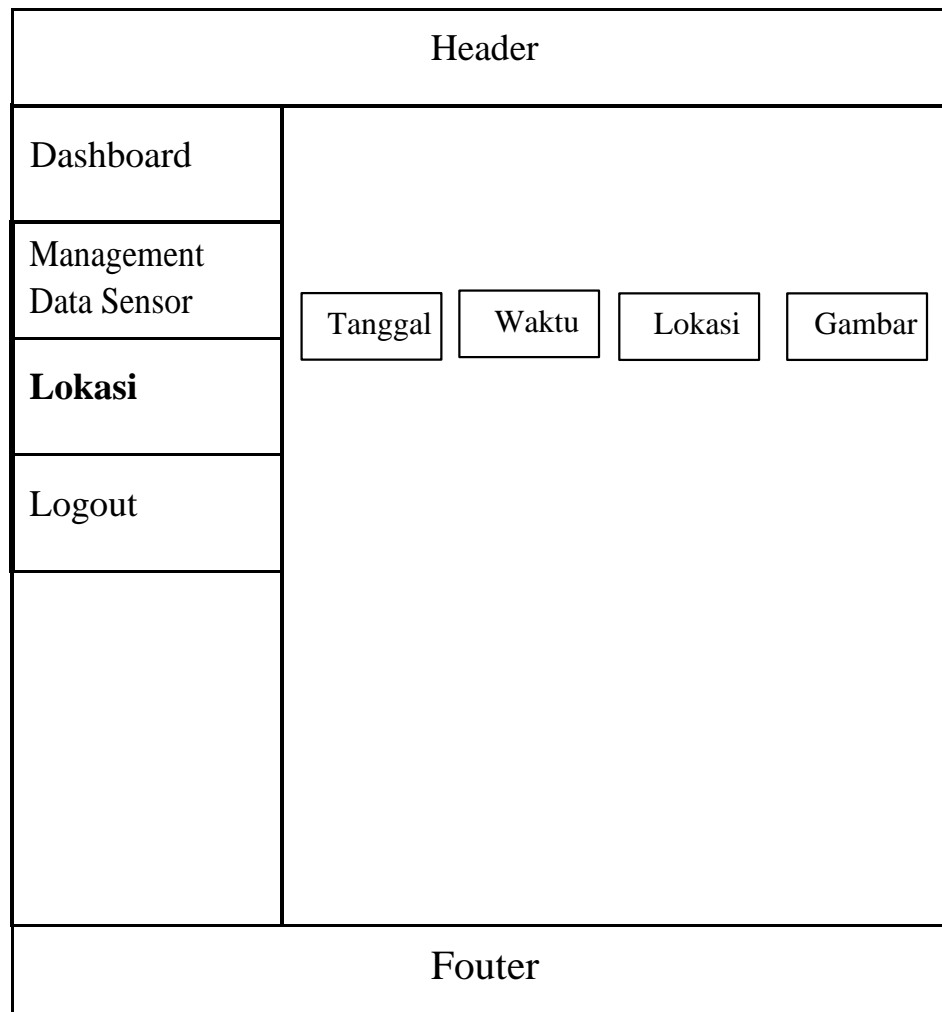 Header
Dashboard
Management
Data Sensor
Lokasi
Logout
Tanggal
Waktu
Lokasi
Gambar
Fouter